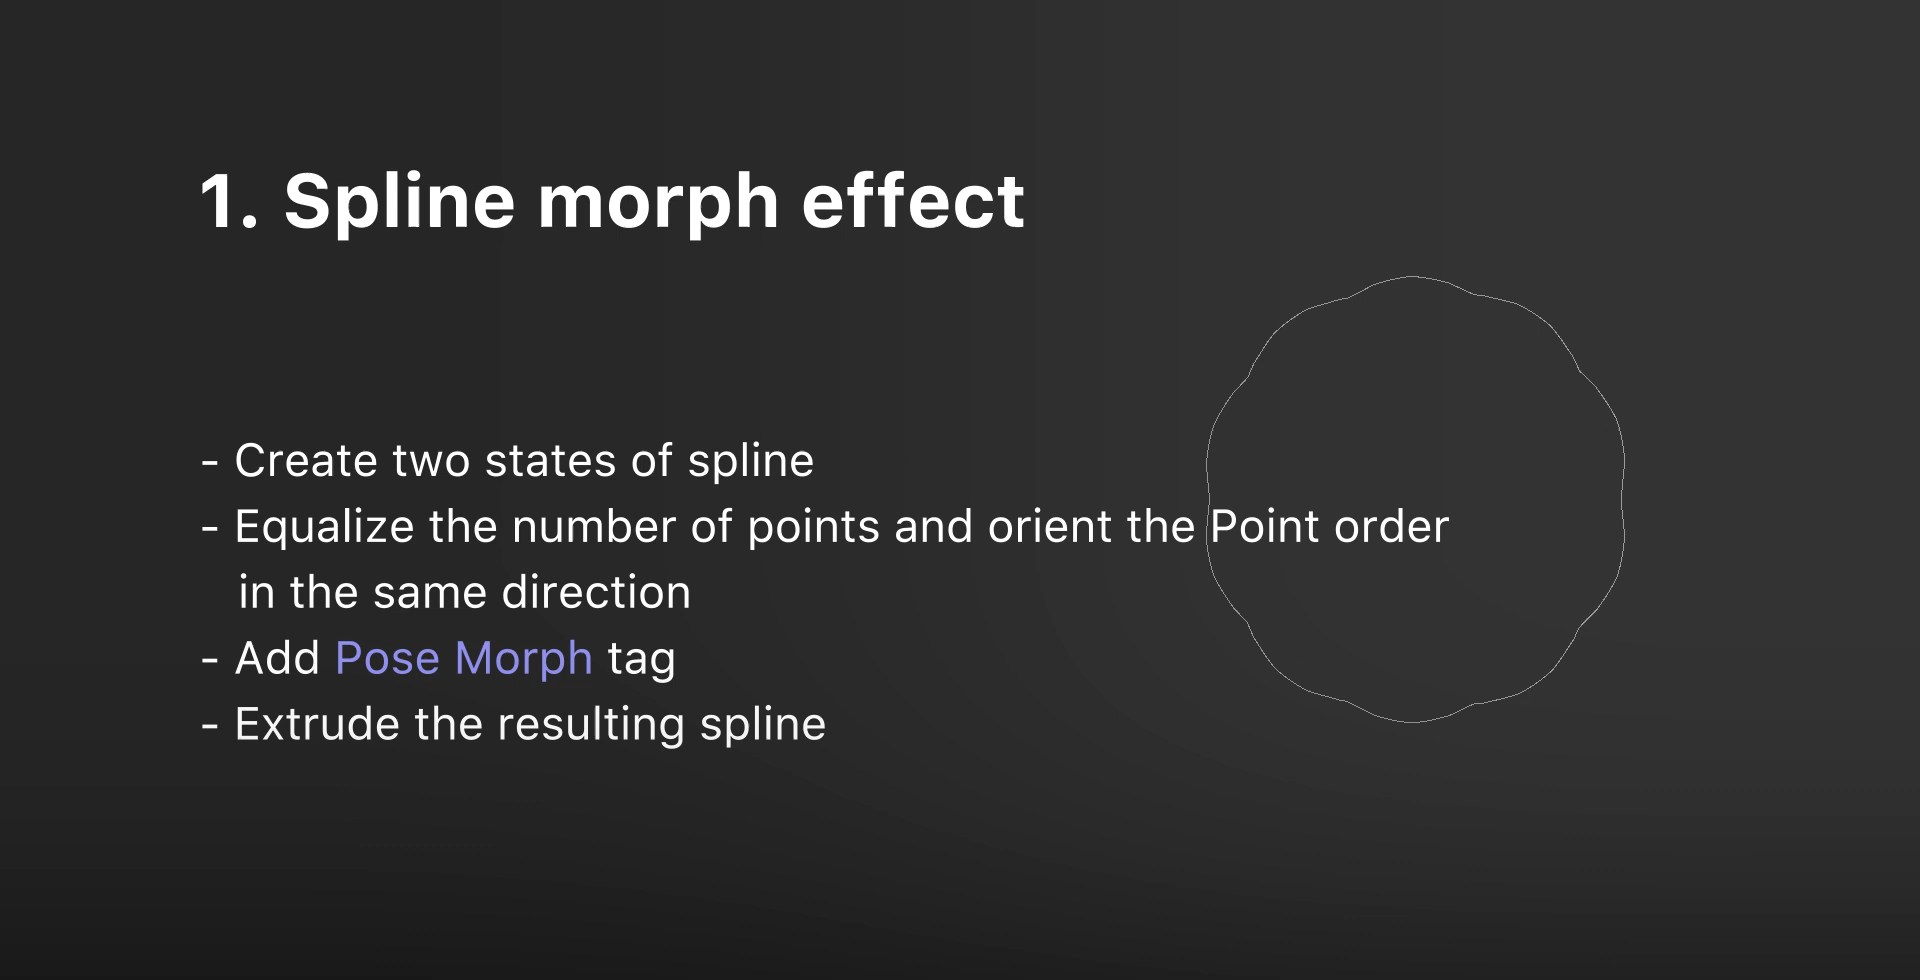 1. Spline morph effect
- Create two states of spline
- Equalize the number of points and orient the Point order
in the same direction
- Add Pose Morph tag
- Extrude the resulting spline